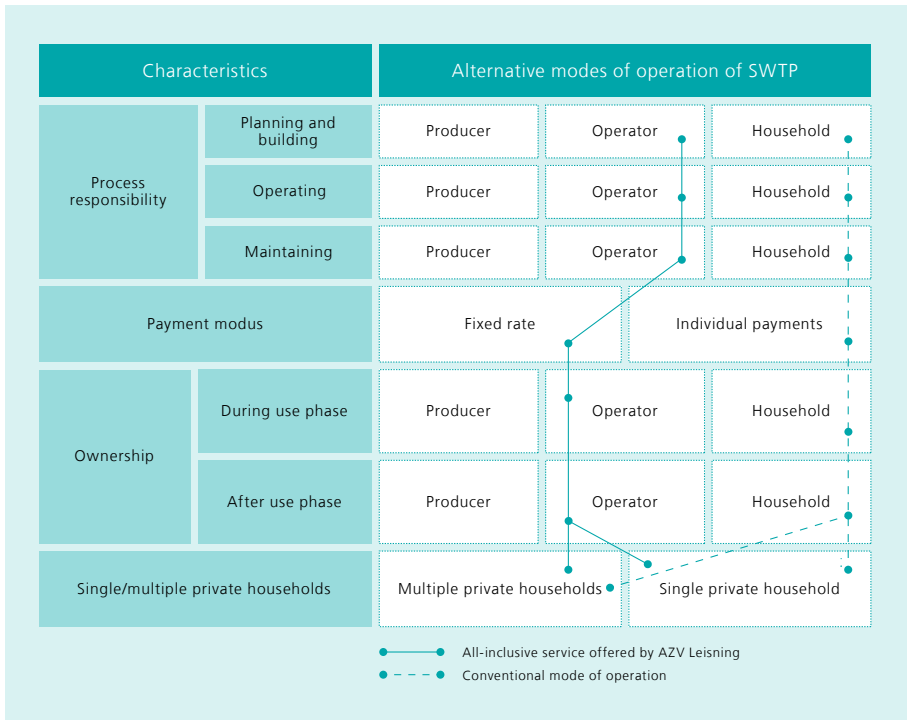 Characteristics
Alternative modes of operation of SWTP
Process
responsibility
Planning and
building
Producer
Operator
Household
Operating
Producer
Operator
Household
Maintaining
Producer
Operator
Household
Payment modus
Fixed rate
Individual payments
Ownership
During use phase
Producer
Operator
Household
After use phase
Producer
Operator
Household
Single/multiple private households
Multiple private households
Single private household
All-inclusive service offered by AZV Leisning
Conventional mode of operation